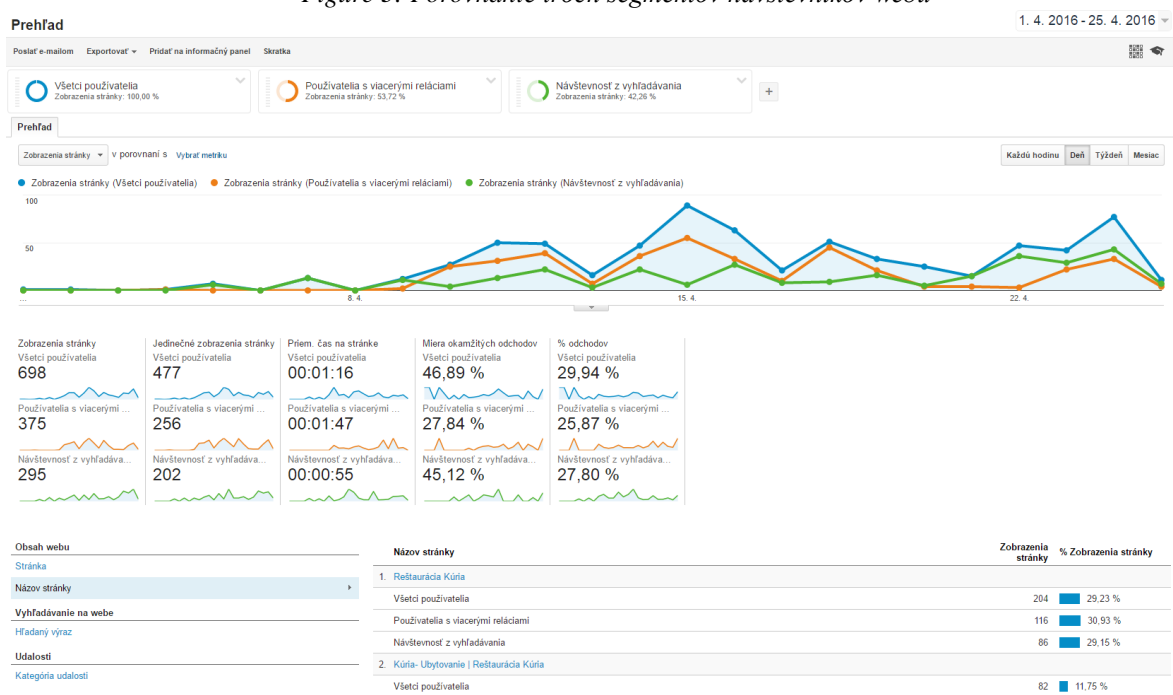 Figure 3: Porovnanie troch segmentov návštevníkov webu
Prehľad
1. 4. 2016 - 25. 4. 2016
Poslať e-mailom Exportovať Pridať na informačný panel Skratka
Všetci používatelia
Zobrazenia stránky: 100,00 %
Používatelia s viacerými reláciami
Zobrazenia stránky: 53,72 %
Návštevnosť z vyhľadávania
Zobrazenia stránky: 42,26 %
+
Prehľad
Zobrazenia stránky v porovnaní s Vybrať metriku
Každú hodinu Deň Týždeň Mesiac
Zobrazenia stránky (Všetci používatelia) Zobrazenia stránky (Používatelia s viacerými reláciami) Zobrazenia stránky (Návštevnosť z vyhľadávania)
100
50
... 8. 4. 15. 4. 22. 4.
Zobrazenia stránky Jedinečné zobrazenia stránky Priem. čas na stránke Miera okamžitých odchodov % odchodov
Všetci používatelia Všetci používatelia Všetci používatelia Všetci používatelia Všetci používatelia
698 477 00:01:16 46,89 % 29,94 %
Používatelia s viacerými ... Používatelia s viacerými ... Používatelia s viacerými ... Používatelia s viacerými ... Používatelia s viacerými ...
375 256 00:01:47 27,84 % 25,87 %
Návštevnosť z vyhľadáva... Návštevnosť z vyhľadáva... Návštevnosť z vyhľadáva... Návštevnosť z vyhľadáva... Návštevnosť z vyhľadáva...
295 202 00:00:55 45,12 % 27,80 %
Obsah webu
Stránka
Názov stránky
Vyhľadávanie na webe
Hľadaný výraz
Udalosti
Kategória udalostí
Názov stránky Zobrazenia stránky % Zobrazenia stránky
1. Reštaurácia Kúria
Všetci používatelia 204 29,23 %
Používatelia s viacerými reláciami 116 30,93 %
Návštevnosť z vyhľadávania 86 29,15 %
2. Kúria- Ubytovanie | Reštaurácia Kúria
Všetci používatelia 82 11,75 %